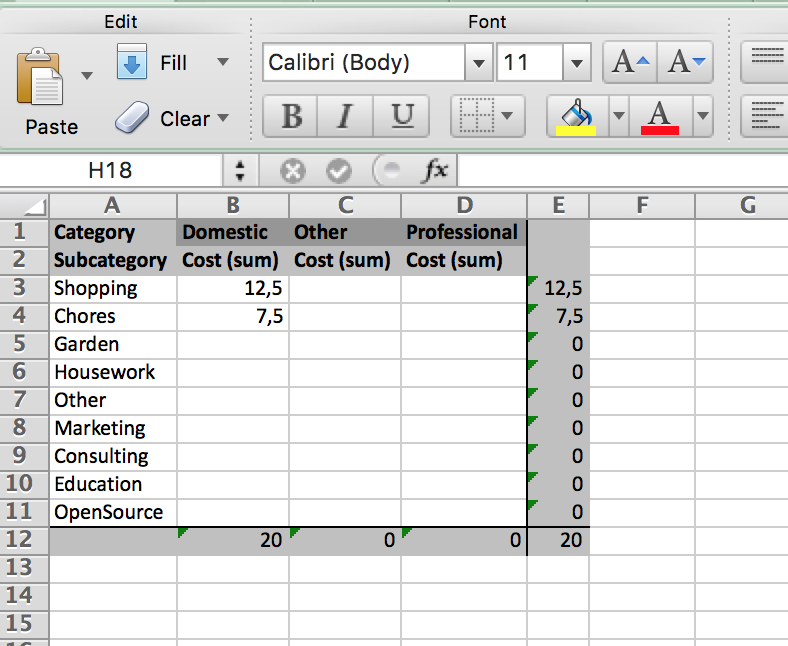 Edit Font
Fill Calibri (Body) 11 A A
Paste Clear B I U A
H18 fx
A B C D E F G
1 Category Domestic Other Professional
2 Subcategory Cost (sum) Cost (sum) Cost (sum)
3 Shopping 12,5 12,5
4 Chores 7,5 7,5
5 Garden 0
6 Housework 0
7 Other 0
8 Marketing 0
9 Consulting 0
10 Education 0
11 OpenSource 0
12 20 0 0 20
13
14
15